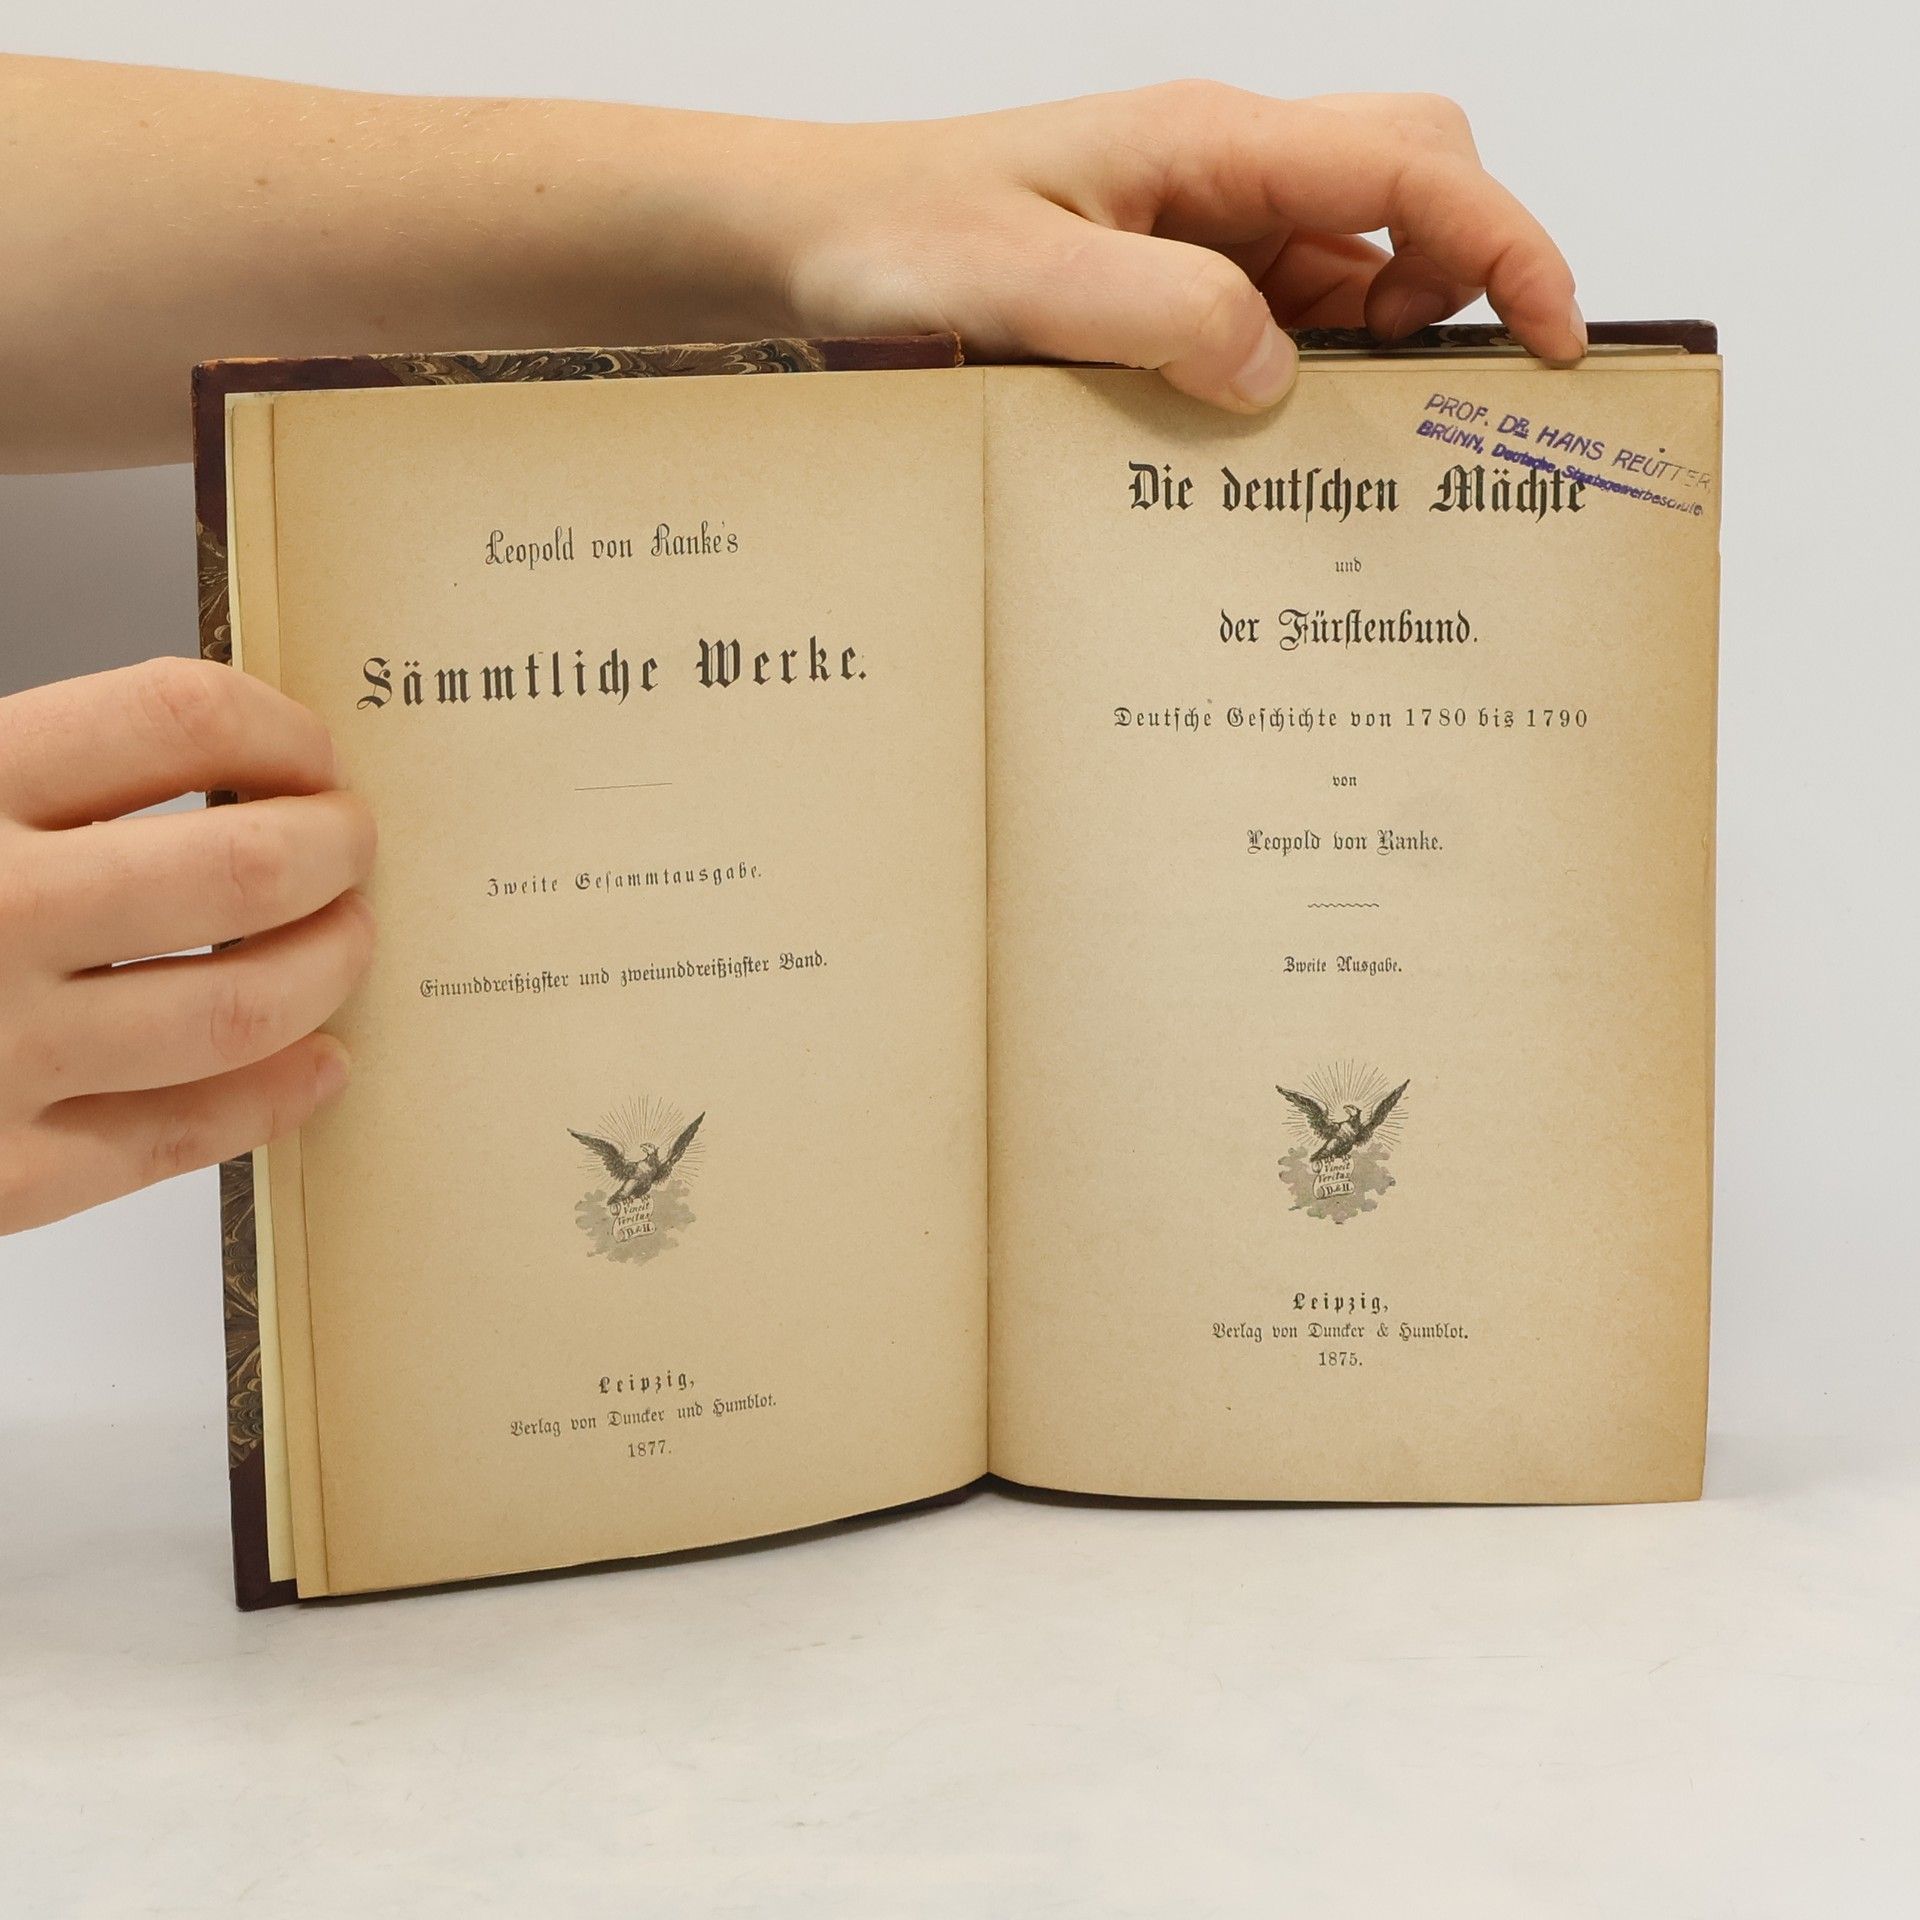 Leopold von Ranke's
Sämmtliche Werke.
Zweite Gesammtausgabe.
Einunddreißigster und zweiunddreißigster Band.
Vincit
Veritas
D & H.
Leipzig,
Verlag von Duncker und Humblot.
1877.
PROF. DR. HANS REUTTER,
BRÜNN, Deutsche Staatsgewerbeschule
Die deutſchen Mächte
und
der Fürſtenbund.
Deutſche Geſchichte von 1780 bis 1790
von
Leopold von Ranke.
Zweite Ausgabe.
Vincit
Veritas
D & H.
Leipzig,
Verlag von Duncker & Humblot.
1875.